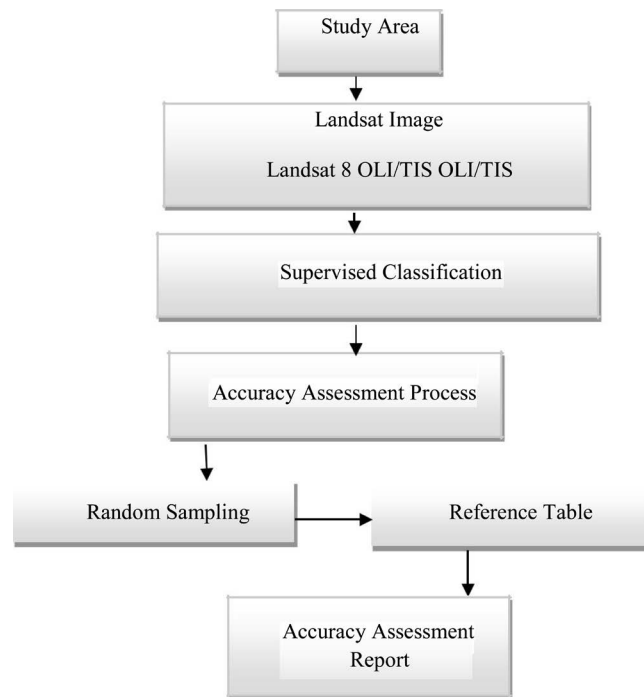 Study Area
Landsat Image
Landsat 8 OLI/TIS OLI/TIS
Supervised Classification
Accuracy Assessment Process
Random Sampling
Reference Table
Accuracy Assessment
Report